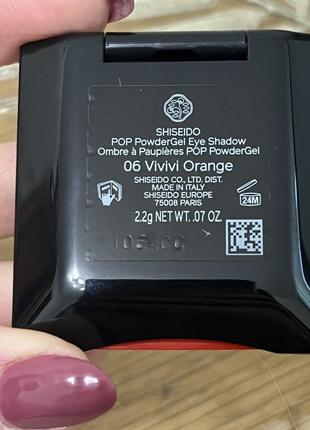 SHISEIDO
POP PowderGel Eye Shadow
Ombre à Paupières POP PowderGel
06 Vivivi Orange
SHISEIDO CO., LTD. DIST.
MADE IN ITALY
SHISEIDO EUROPE
75008 PARIS
24M
2.2g NET WT. .07 OZ.